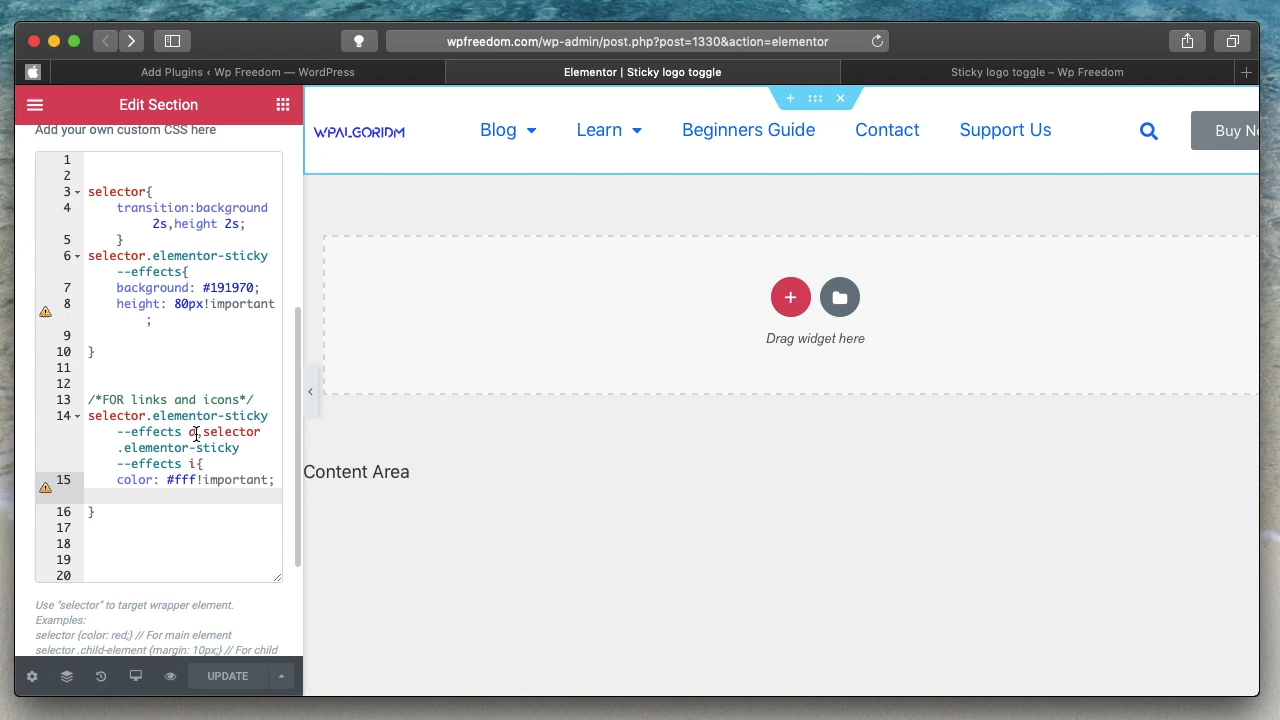 wpfreedom.com/wp-admin/post.php?post=1330&action=elementor
Add Plugins ‹ Wp Freedom — WordPress
Elementor | Sticky logo toggle
Sticky logo toggle – Wp Freedom
Edit Section
Add your own custom CSS here
1
2
3 selector{
4 transition:background
2s,height 2s;
5 }
6 selector.elementor-sticky
--effects{
7 background: #191970;
8 height: 80px!important
;
9
10 }
11
12
13 /*FOR links and icons*/
14 selector.elementor-sticky
--effects a,selector
.elementor-sticky
--effects i{
15 color: #fff!important;
16 }
17
18
19
20
Use "selector" to target wrapper element.
Examples:
selector {color: red;} // For main element
selector .child-element {margin: 10px;} // For child
UPDATE
WPALGORIDM
Blog
Learn
Beginners Guide
Contact
Support Us
Buy No
Drag widget here
Content Area